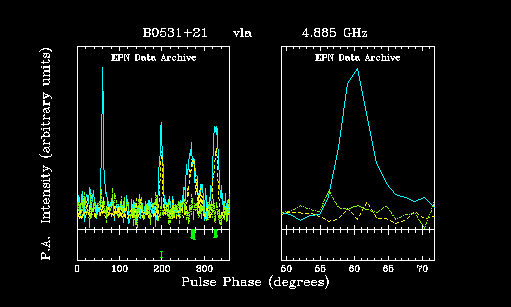 B0531+21 vla 4.885 GHz
EPN Data Archive EPN Data Archive
P.A. Intensity (arbitrary units)
0 100 200 300 50 55 60 65 70
Pulse Phase (degrees)